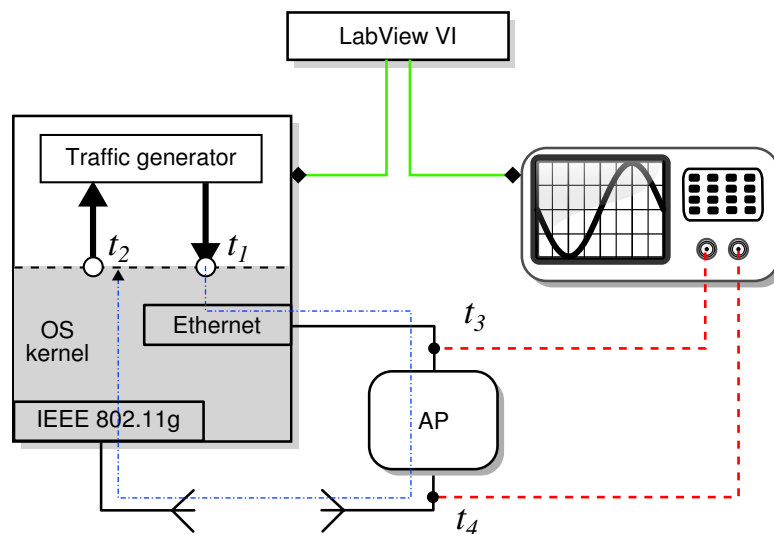 LabView VI
Traffic generator
t2
t1
Ethernet
OS
kernel
t3
IEEE 802.11g
AP
t4